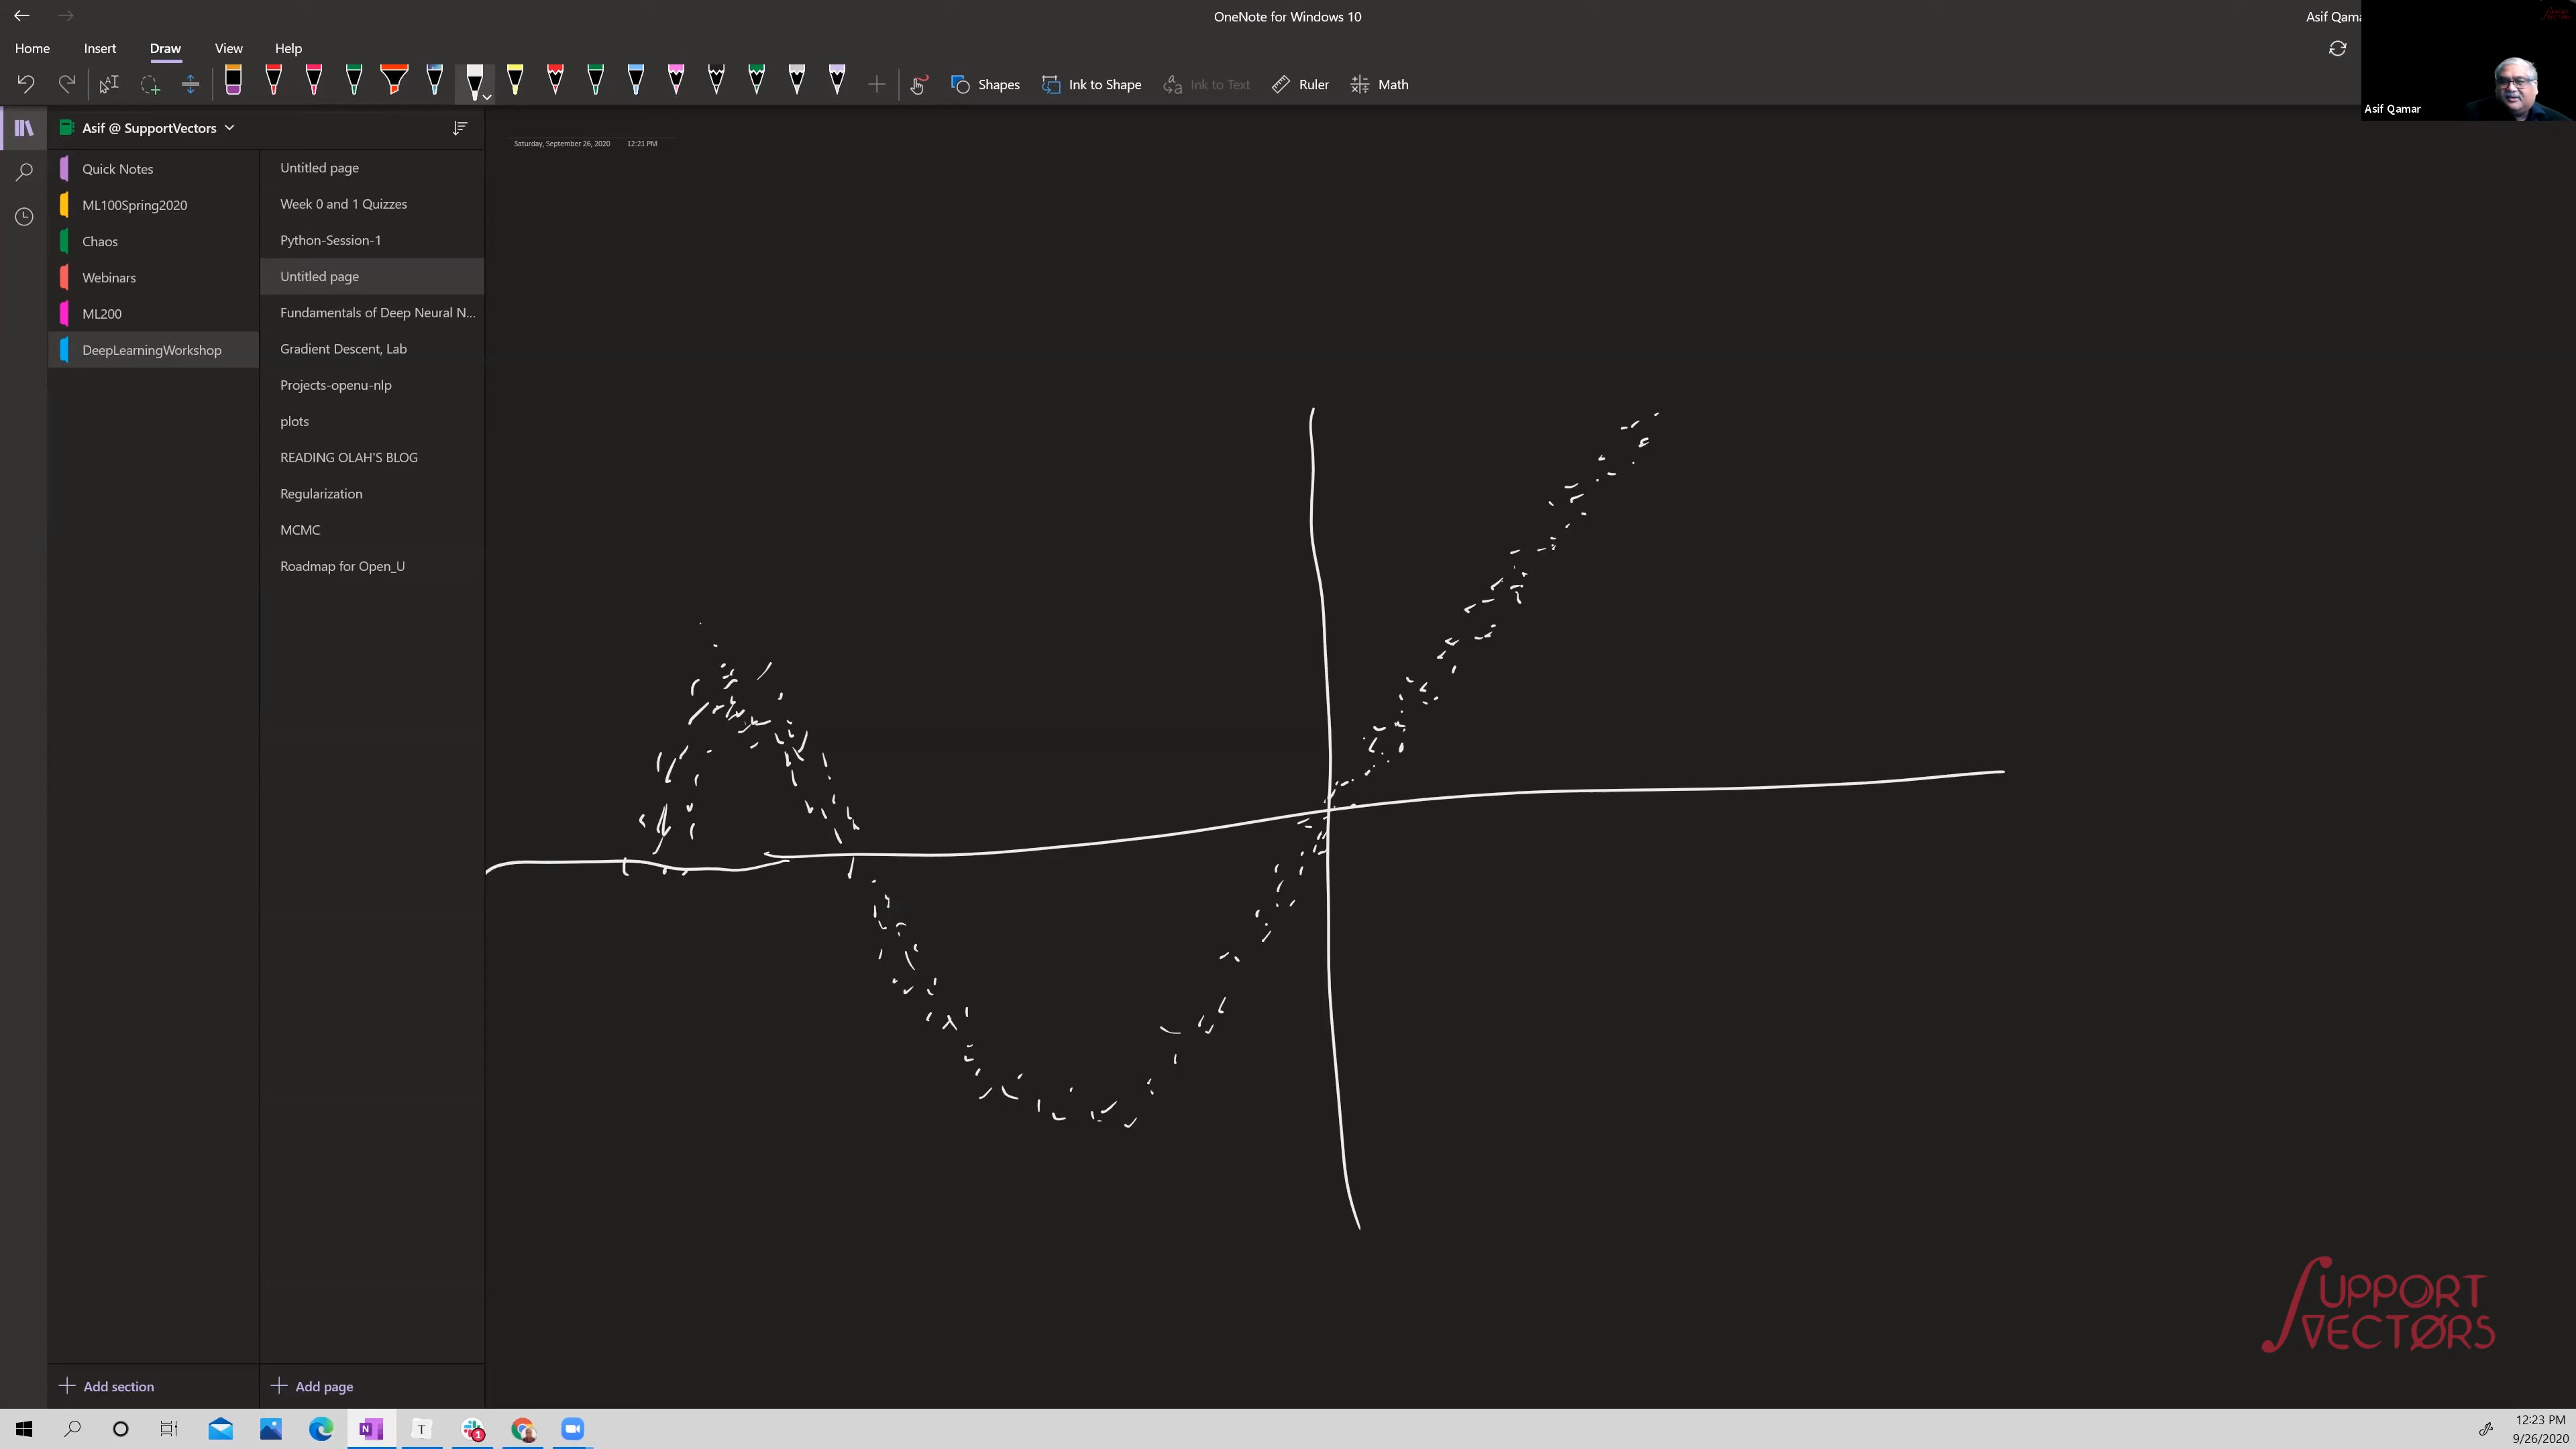 OneNote for Windows 10
Asif Qama
Home Insert Draw View Help
Shapes Ink to Shape Ink to Text Ruler Math
Asif Qamar
Asif @ SupportVectors
Quick Notes
ML100Spring2020
Chaos
Webinars
ML200
DeepLearningWorkshop
Untitled page
Week 0 and 1 Quizzes
Python-Session-1
Untitled page
Fundamentals of Deep Neural N...
Gradient Descent, Lab
Projects-openu-nlp
plots
READING OLAH'S BLOG
Regularization
MCMC
Roadmap for Open_U
Saturday, September 26, 2020 12:21 PM
SUPPORT
VECTORS
Add section
Add page
T
1
12:23 PM
9/26/2020